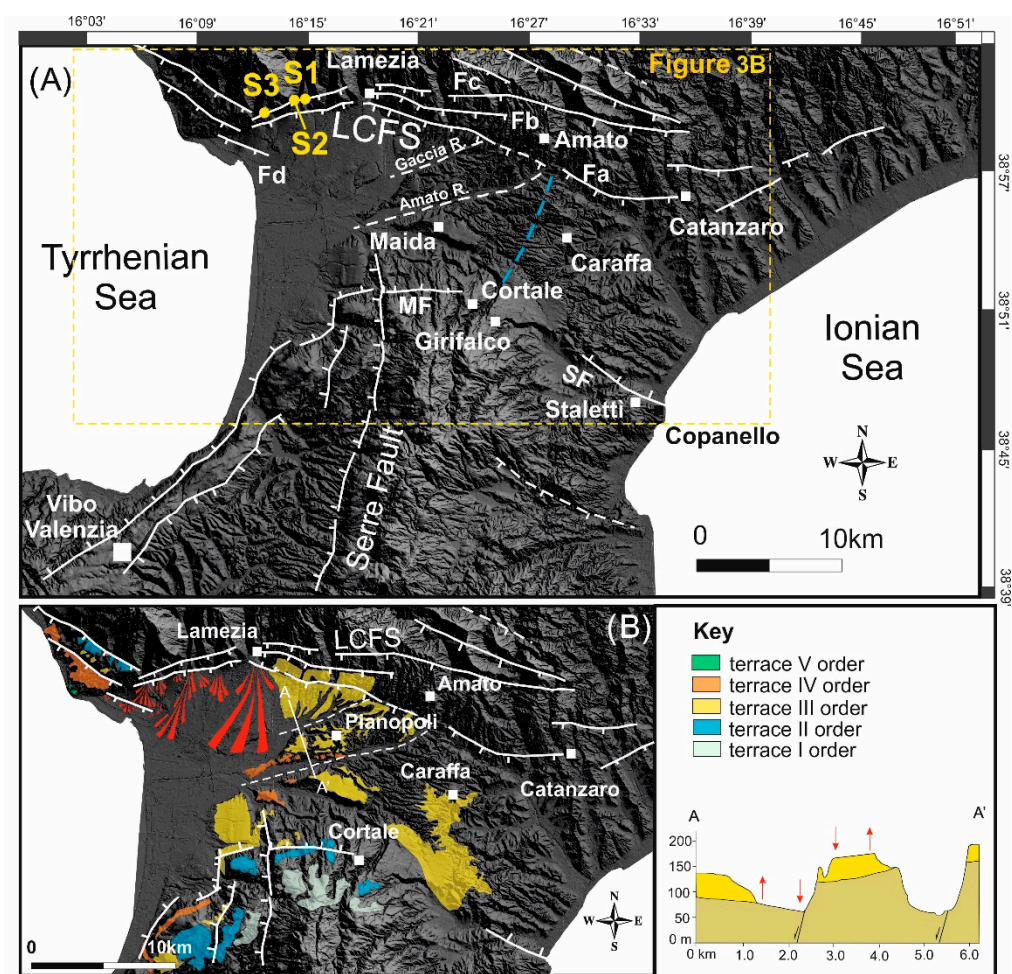 16°03' 16°09' 16°15' 16°21' 16°27' 16°33' 16°39' 16°45' 16°51'
(A)
Lamezia
Figure 3B
S3 S1
S2
Fc
LCFS
Fb
Amato
Gaccia R.
Fd
Fa
38°57'
Amato R.
Catanzaro
Maida
Tyrrhenian
Sea
Caraffa
Cortale
MF
38°51'
Girifalco
Ionian
Sea
SF
Stalettì
Copanello
Serre Fault
N
W E
S
38°45'
Vibo
Valenzia
0 10km
38°39'
(B)
Lamezia
LCFS
Amato
A
Pianopoli
Caraffa
A'
Catanzaro
Cortale
N
W E
S
0 10km
Key
terrace V order
terrace IV order
terrace III order
terrace II order
terrace I order
A A'
200
150
100
50
0 m
0 km 1.0 2.0 3.0 4.0 5.0 6.0